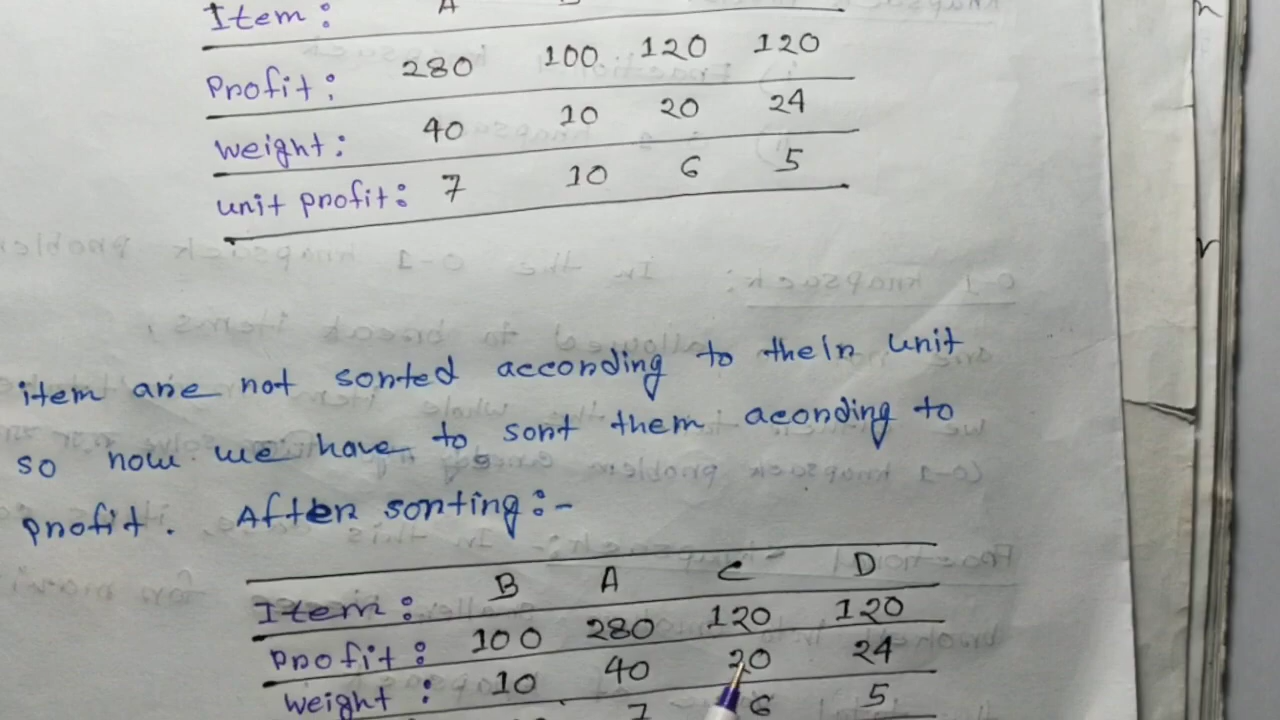 Item: A
Profit: 280 100 120 120
weight: 40 10 20 24
unit profit: 7 10 6 5
item are not sorted according to their unit
so now we have to sort them aconding to
profit. After sorting:-
Item: B A C D
Profit: 100 280 120 120
weight: 10 40 20 24
7 6 5